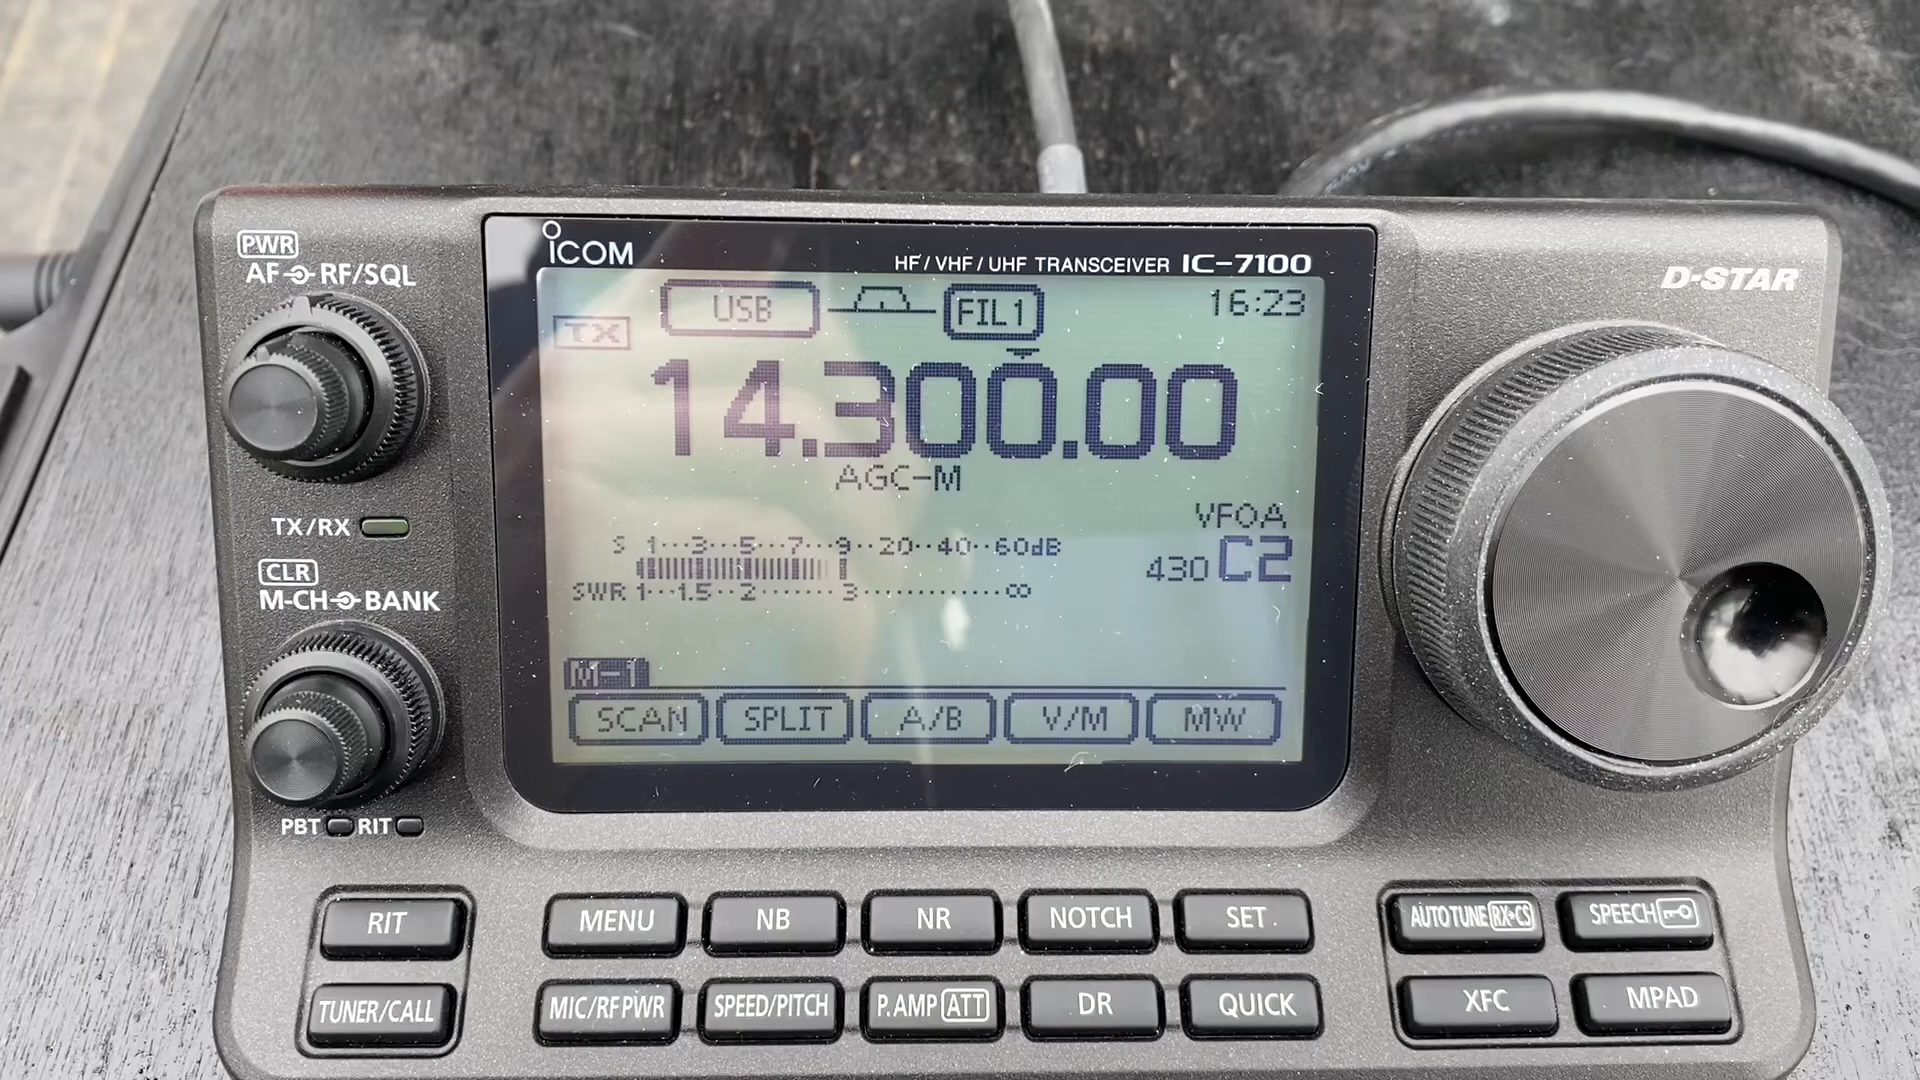 PWR
AF RF/SQL
TX/RX
CLR
M-CH BANK
PBT RIT
ICOM
HF/VHF/UHF TRANSCEIVER IC-7100
D-STAR
USB FIL1 16:23
TX
14.300.00
AGC-M
VFOA
S 1···3···5···7···9··20··40··60dB
430 C2
SWR 1···1.5··2·······3············∞
M-1
SCAN SPLIT A/B V/M MW
RIT MENU NB NR NOTCH SET AUTOTUNE RX>CS SPEECH
TUNER/CALL MIC/RF PWR SPEED/PITCH P.AMP ATT DR QUICK XFC MPAD